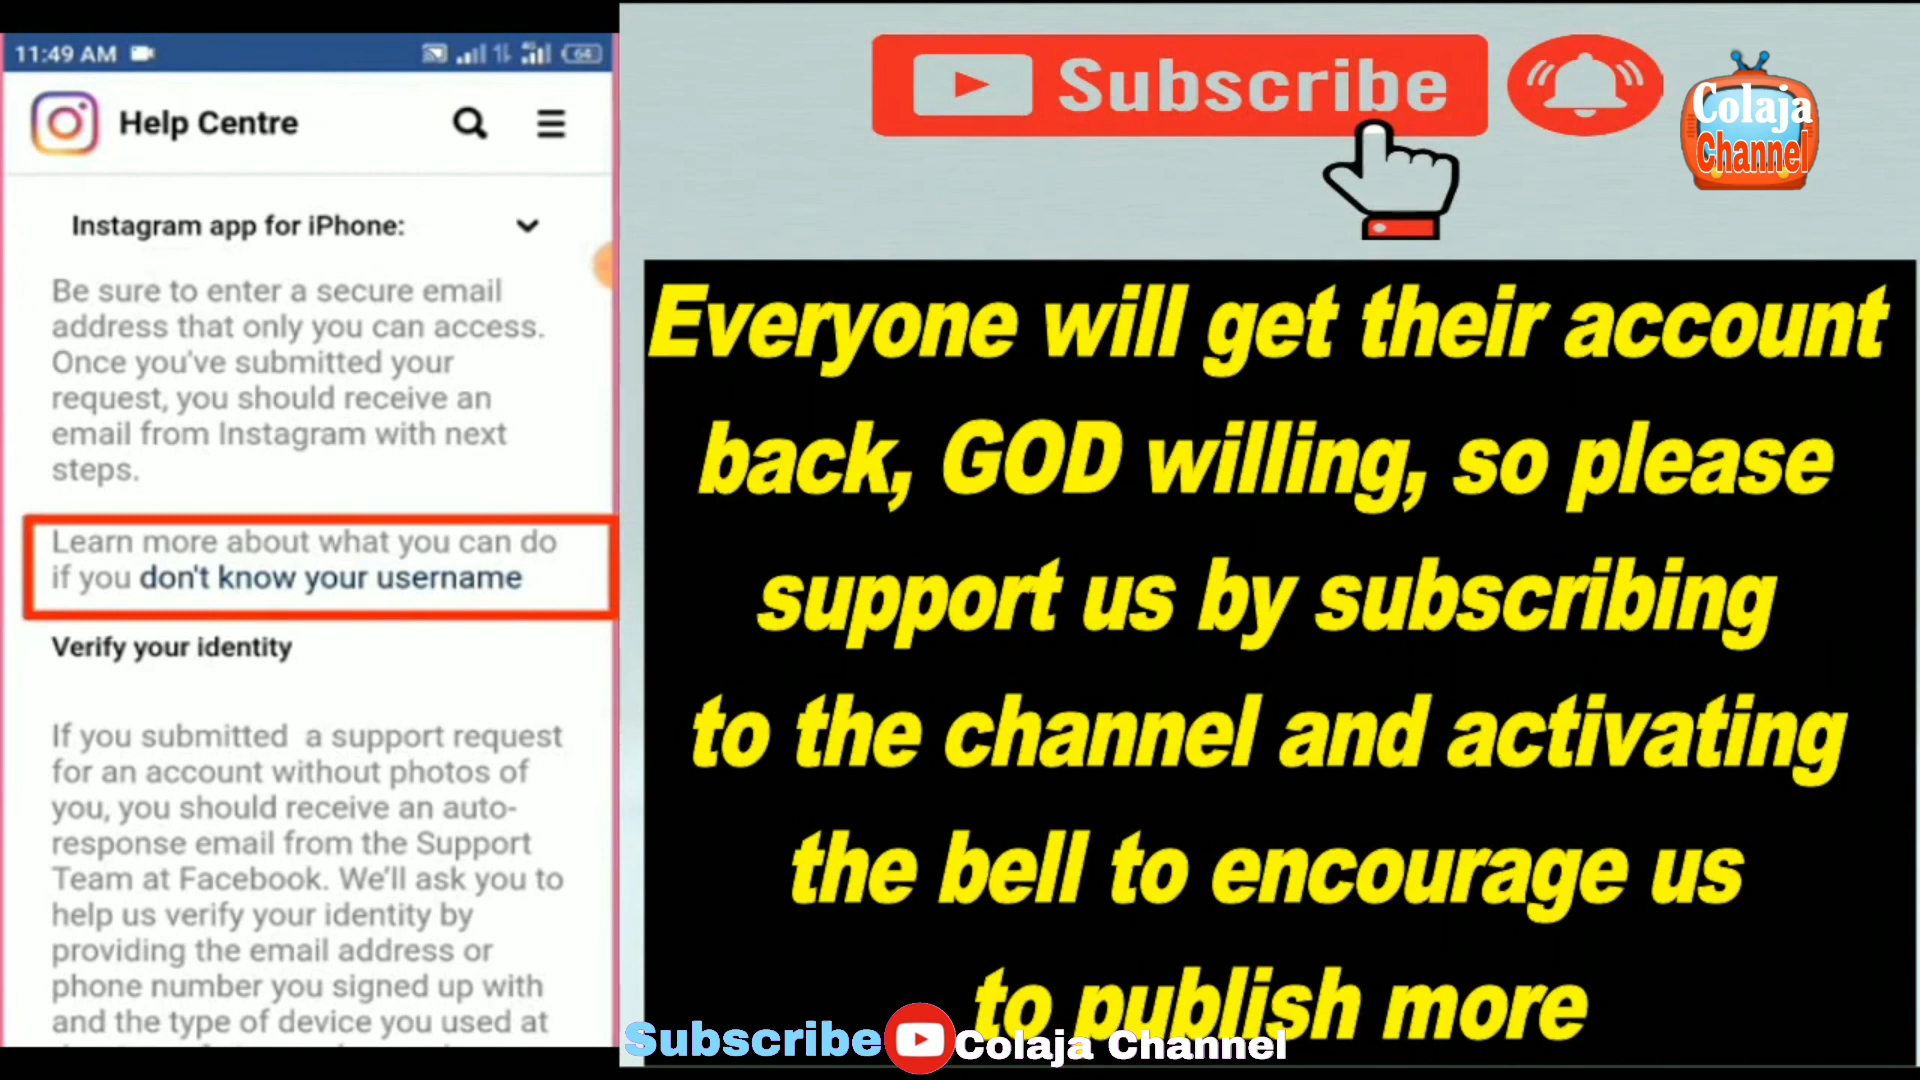 11:49 AM
64
Help Centre
Instagram app for iPhone:
Be sure to enter a secure email
address that only you can access.
Once you've submitted your
request, you should receive an
email from Instagram with next
steps.
Learn more about what you can do
if you don't know your username
Verify your identity
If you submitted a support request
for an account without photos of
you, you should receive an auto-
response email from the Support
Team at Facebook. We'll ask you to
help us verify your identity by
providing the email address or
phone number you signed up with
and the type of device you used at
Subscribe
Colaja
Channel
Everyone will get their account
back, GOD willing, so please
support us by subscribing
to the channel and activating
the bell to encourage us
to publish more
Subscribe Colaja Channel